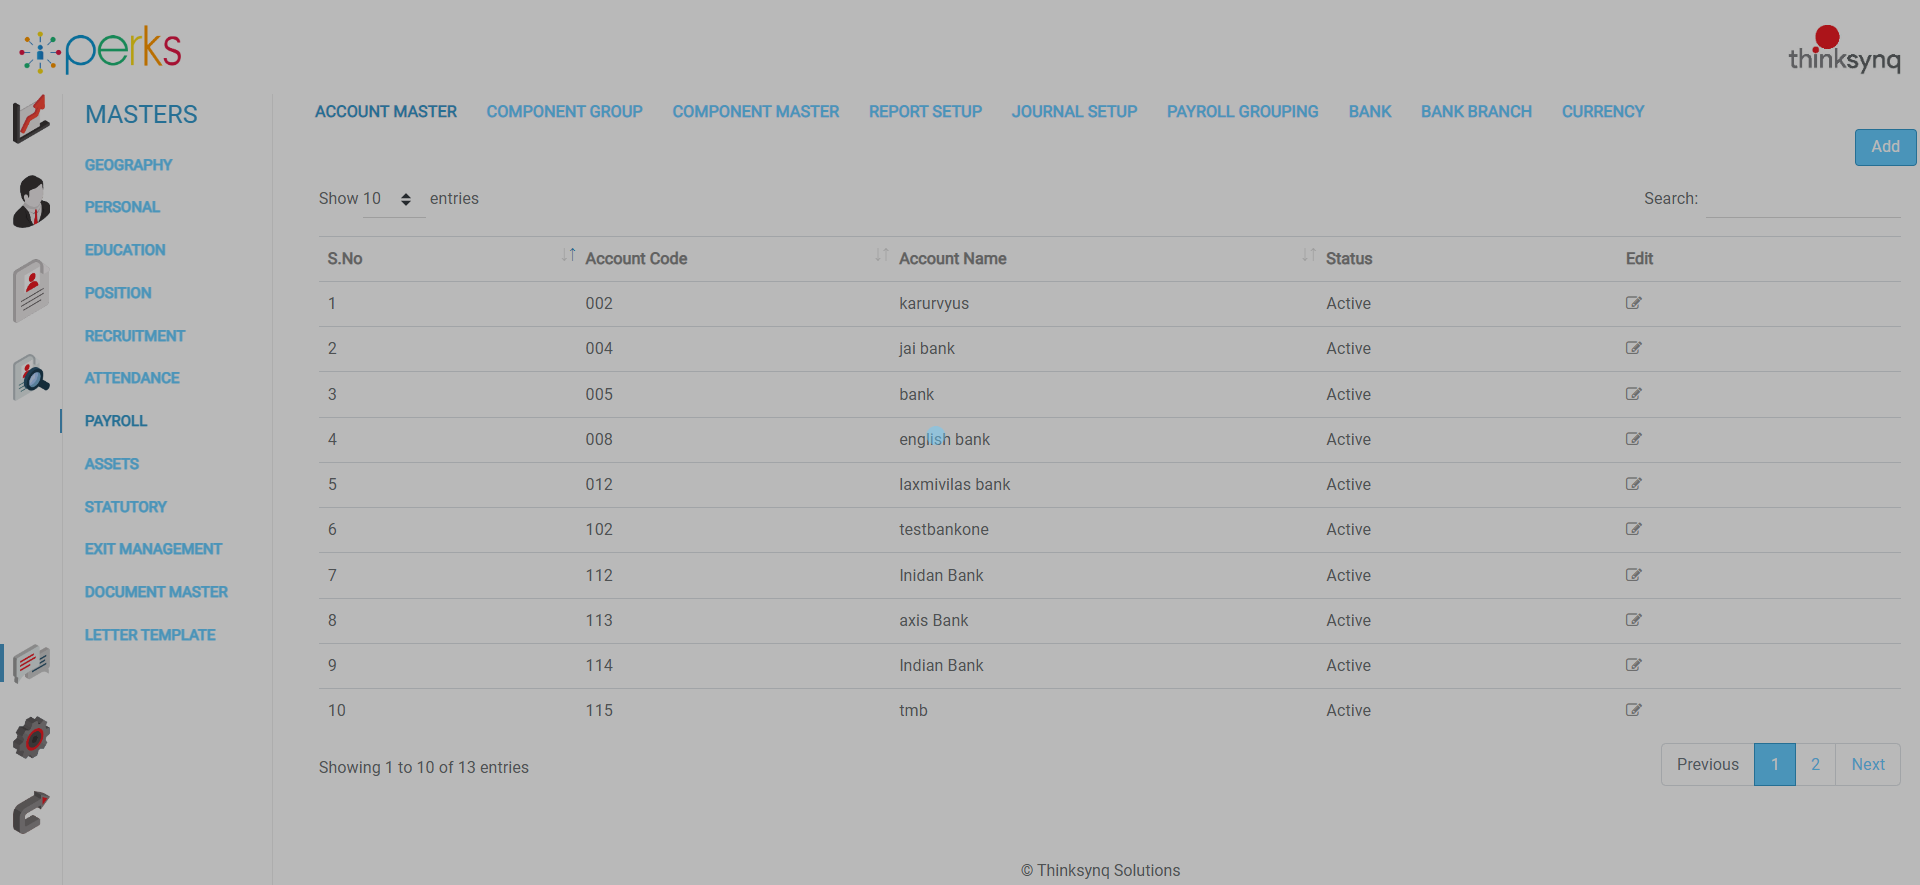 perks
thinksynq
MASTERS
GEOGRAPHY
PERSONAL
EDUCATION
POSITION
RECRUITMENT
ATTENDANCE
PAYROLL
ASSETS
STATUTORY
EXIT MANAGEMENT
DOCUMENT MASTER
LETTER TEMPLATE
ACCOUNT MASTER COMPONENT GROUP COMPONENT MASTER REPORT SETUP JOURNAL SETUP PAYROLL GROUPING BANK BANK BRANCH CURRENCY
Add
Show 10 entries Search:
S.No Account Code Account Name Status Edit
1 002 karurvyus Active
2 004 jai bank Active
3 005 bank Active
4 008 english bank Active
5 012 laxmivilas bank Active
6 102 testbankone Active
7 112 Inidan Bank Active
8 113 axis Bank Active
9 114 Indian Bank Active
10 115 tmb Active
Showing 1 to 10 of 13 entries Previous 1 2 Next
© Thinksynq Solutions